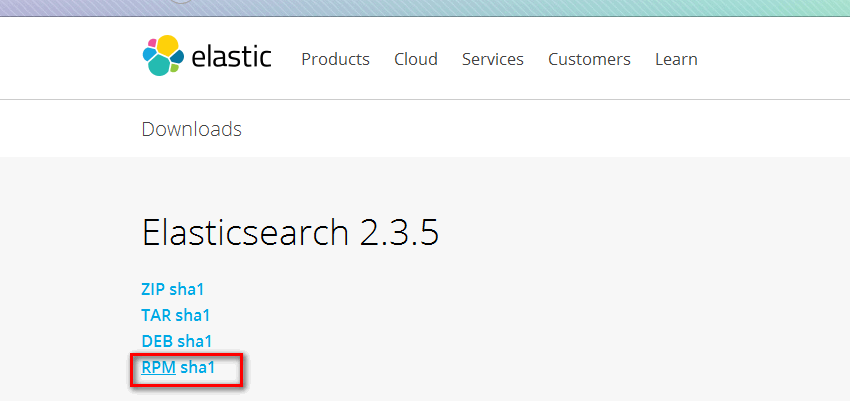 elastic Products Cloud Services Customers Learn
Downloads
Elasticsearch 2.3.5
ZIP sha1
TAR sha1
DEB sha1
RPM sha1